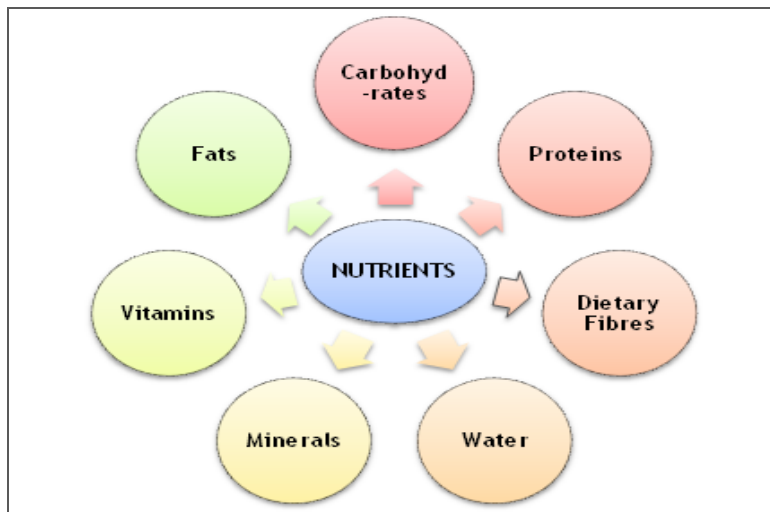 Carbohyd
-rates
Fats
Proteins
NUTRIENTS
Vitamins
Dietary
Fibres
Minerals
Water